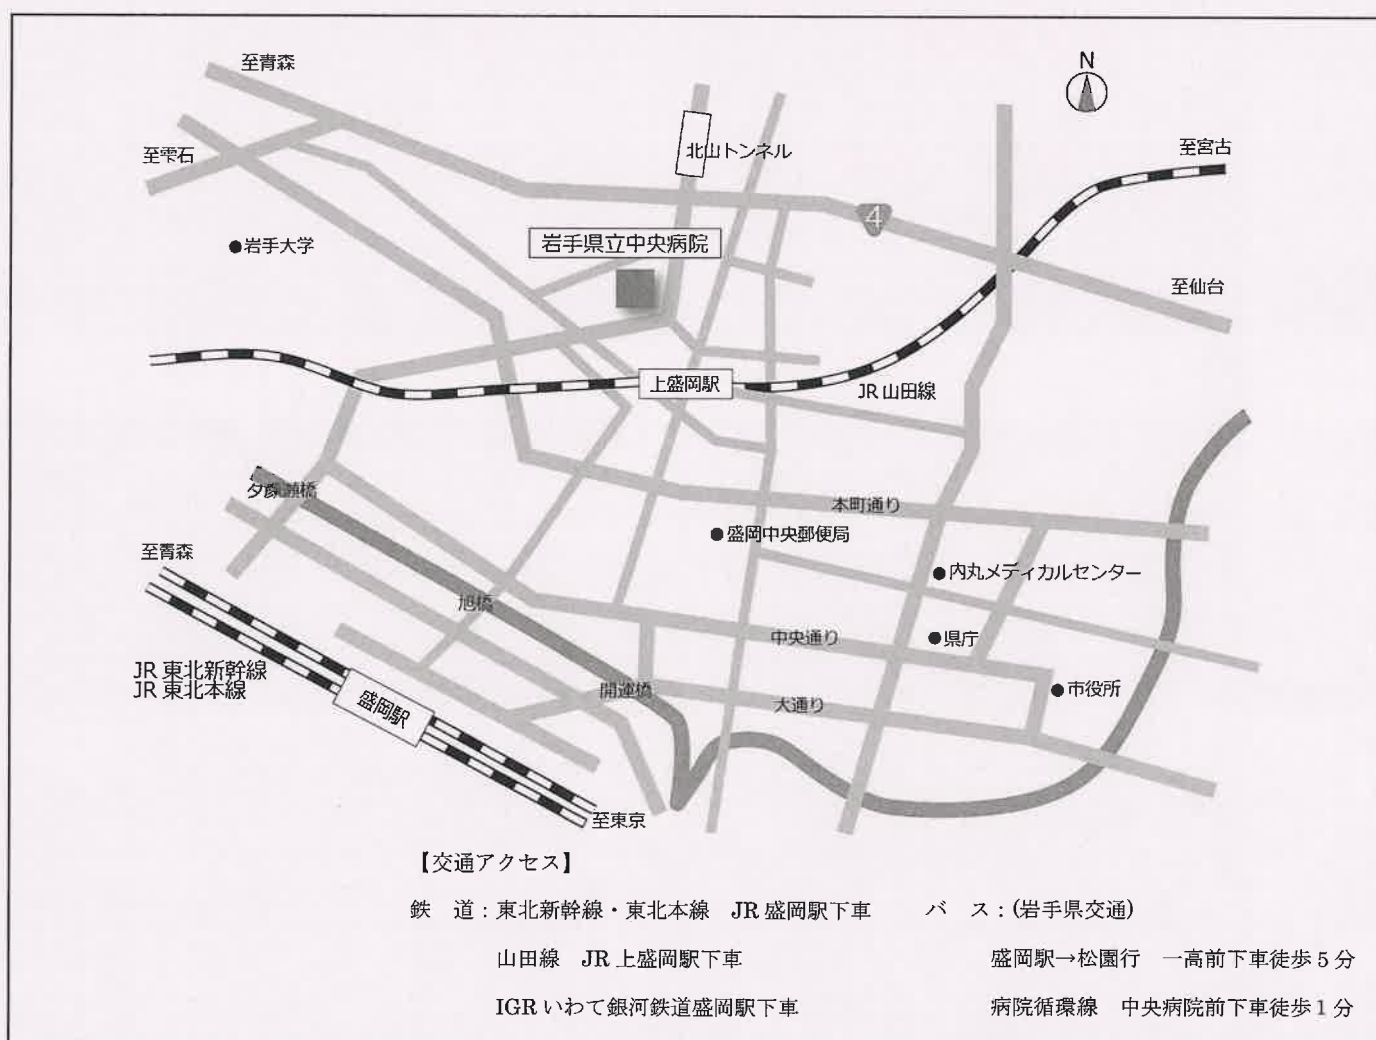 至青森
N
北山トンネル
至宮古
至雫石
4
岩手県立中央病院
岩手大学
至仙台
上盛岡駅
JR 山田線
夕顔瀬橋
本町通り
盛岡中央郵便局
至青森
内丸メディカルセンター
旭橋
中央通り
県庁
JR 東北新幹線
JR 東北本線
開運橋
市役所
盛岡駅
大通り
至東京
【交通アクセス】
鉄 道：東北新幹線・東北本線 JR 盛岡駅下車 バ ス：(岩手県交通)
山田線 JR 上盛岡駅下車 盛岡駅→松園行 一高前下車徒歩 5 分
IGR いわて銀河鉄道盛岡駅下車 病院循環線 中央病院前下車徒歩 1 分